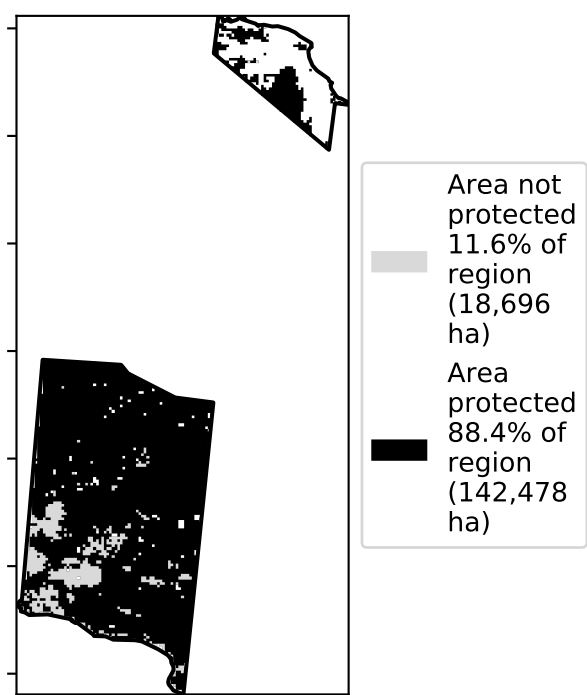 Area not
protected
11.6% of
region
(18,696
ha)
Area
protected
88.4% of
region
(142,478
ha)